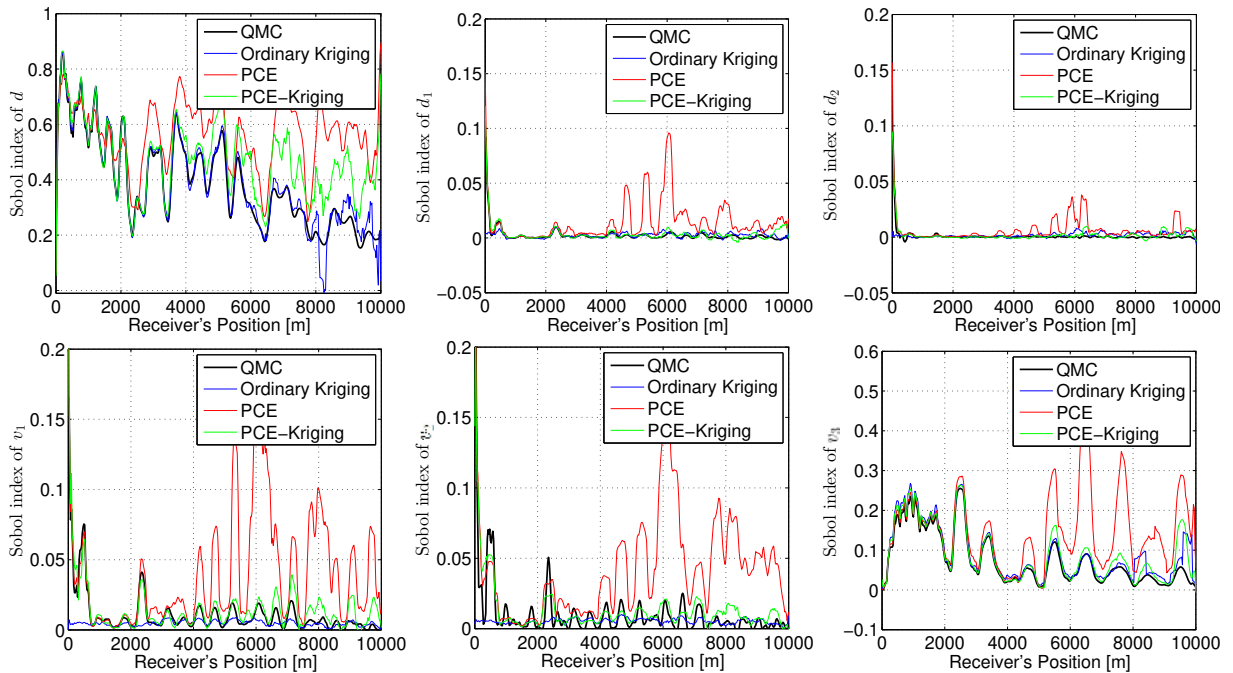 1
0.8
0.6
0.4
0.2
0
Sobol index of d
QMC
Ordinary Kriging
PCE
PCE−Kriging
0 2000 4000 6000 8000 10000
Receiver's Position [m]
0.2
0.15
0.1
0.05
0
−0.05
Sobol index of d1
QMC
Ordinary Kriging
PCE
PCE−Kriging
0 2000 4000 6000 8000 10000
Receiver's Position [m]
0.2
0.15
0.1
0.05
0
−0.05
Sobol index of d2
QMC
Ordinary Kriging
PCE
PCE−Kriging
0 2000 4000 6000 8000 10000
Receiver's Position [m]
0.2
0.15
0.1
0.05
0
Sobol index of v1
QMC
Ordinary Kriging
PCE
PCE−Kriging
0 2000 4000 6000 8000 10000
Receiver's Position [m]
0.2
0.15
0.1
0.05
0
Sobol index of
QMC
Ordinary Kriging
PCE
PCE−Kriging
0 2000 4000 6000 8000 10000
Receiver's Position [m]
0.6
0.5
0.4
0.3
0.2
0.1
0
−0.1
Sobol index of v3
QMC
Ordinary Kriging
PCE
PCE−Kriging
0 2000 4000 6000 8000 10000
Receiver's Position [m]